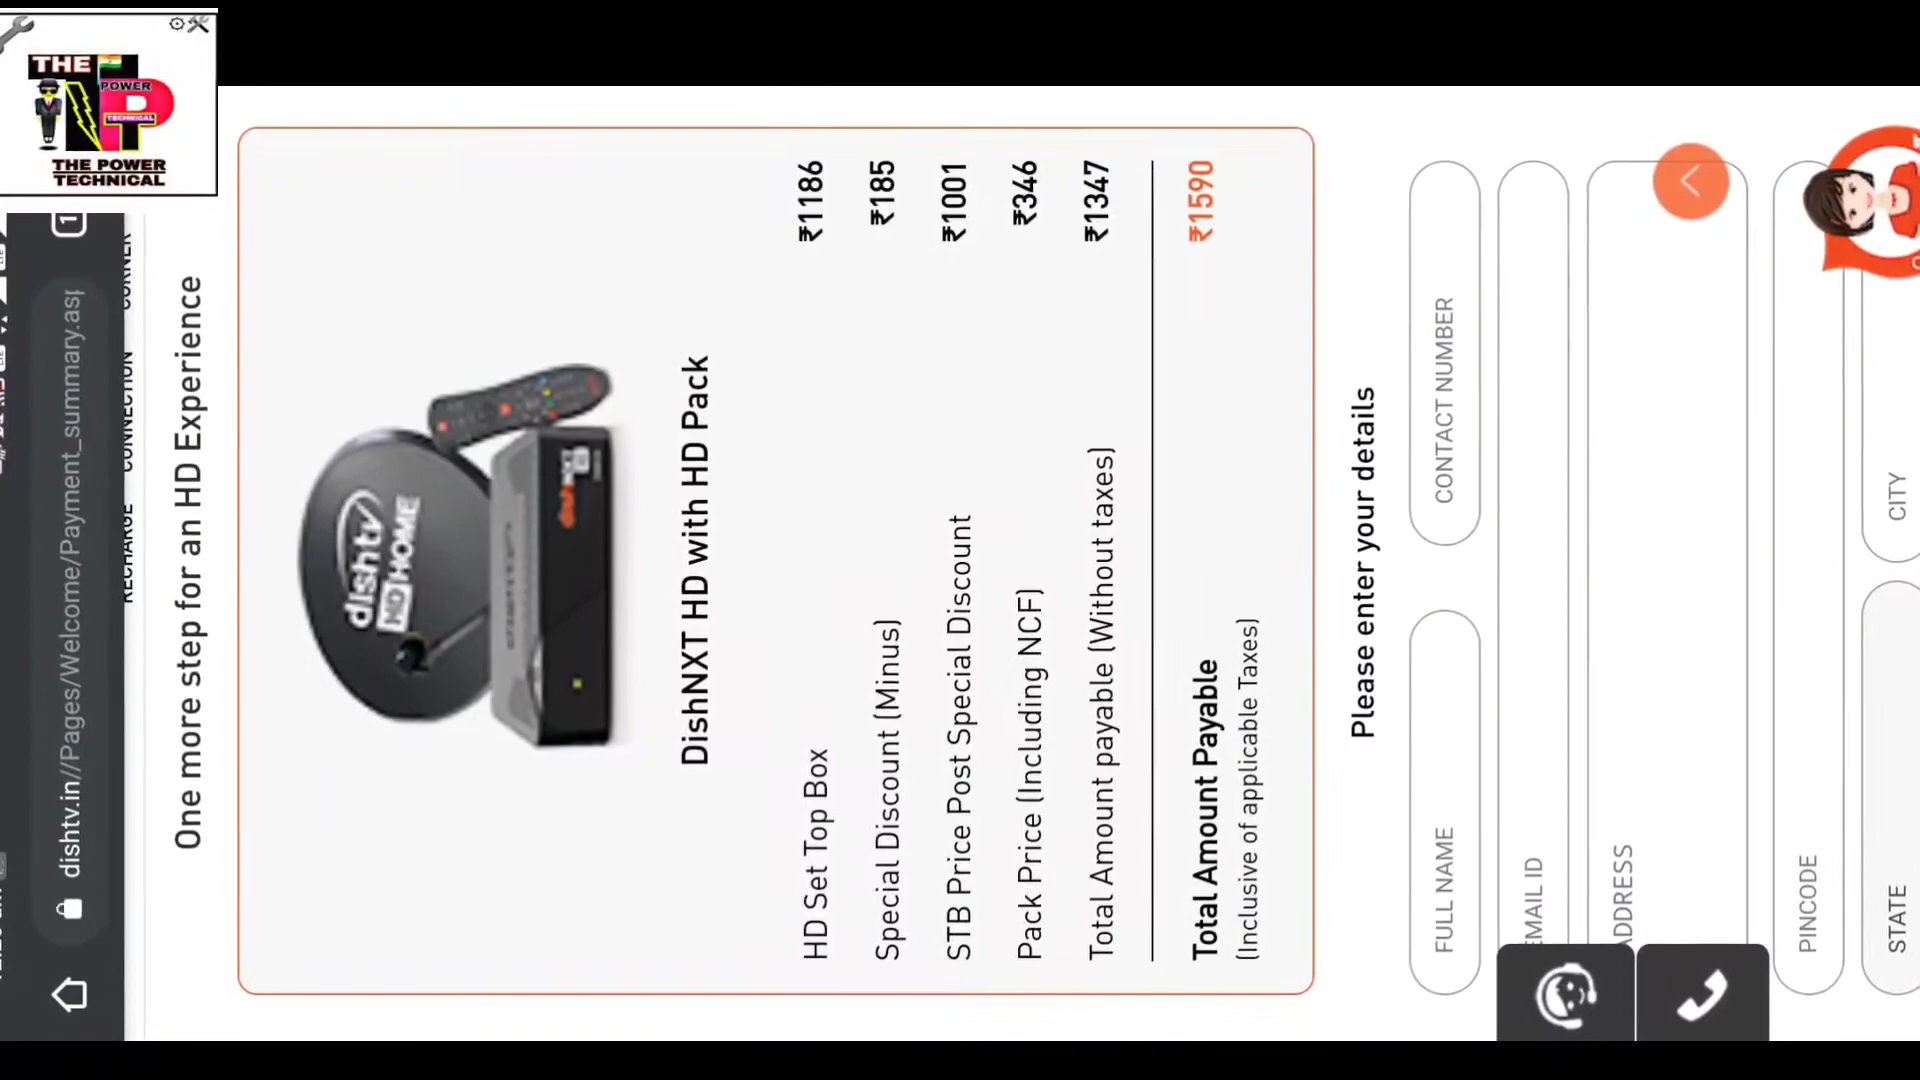 THE
POWER
TECHNICAL
THE POWER
TECHNICAL
dishtv.in//Pages/Welcome/Payment_summary.asp
RECHARGE CONNECTION CORNER
One more step for an HD Experience
dishtv
HD HOME
DishNXT HD with HD Pack
HD Set Top Box ₹1186
Special Discount (Minus) ₹185
STB Price Post Special Discount ₹1001
Pack Price (Including NCF) ₹346
Total Amount payable (Without taxes) ₹1347
Total Amount Payable ₹1590
(Inclusive of applicable Taxes)
Please enter your details
FULL NAME CONTACT NUMBER
EMAIL ID
ADDRESS
PINCODE
STATE CITY